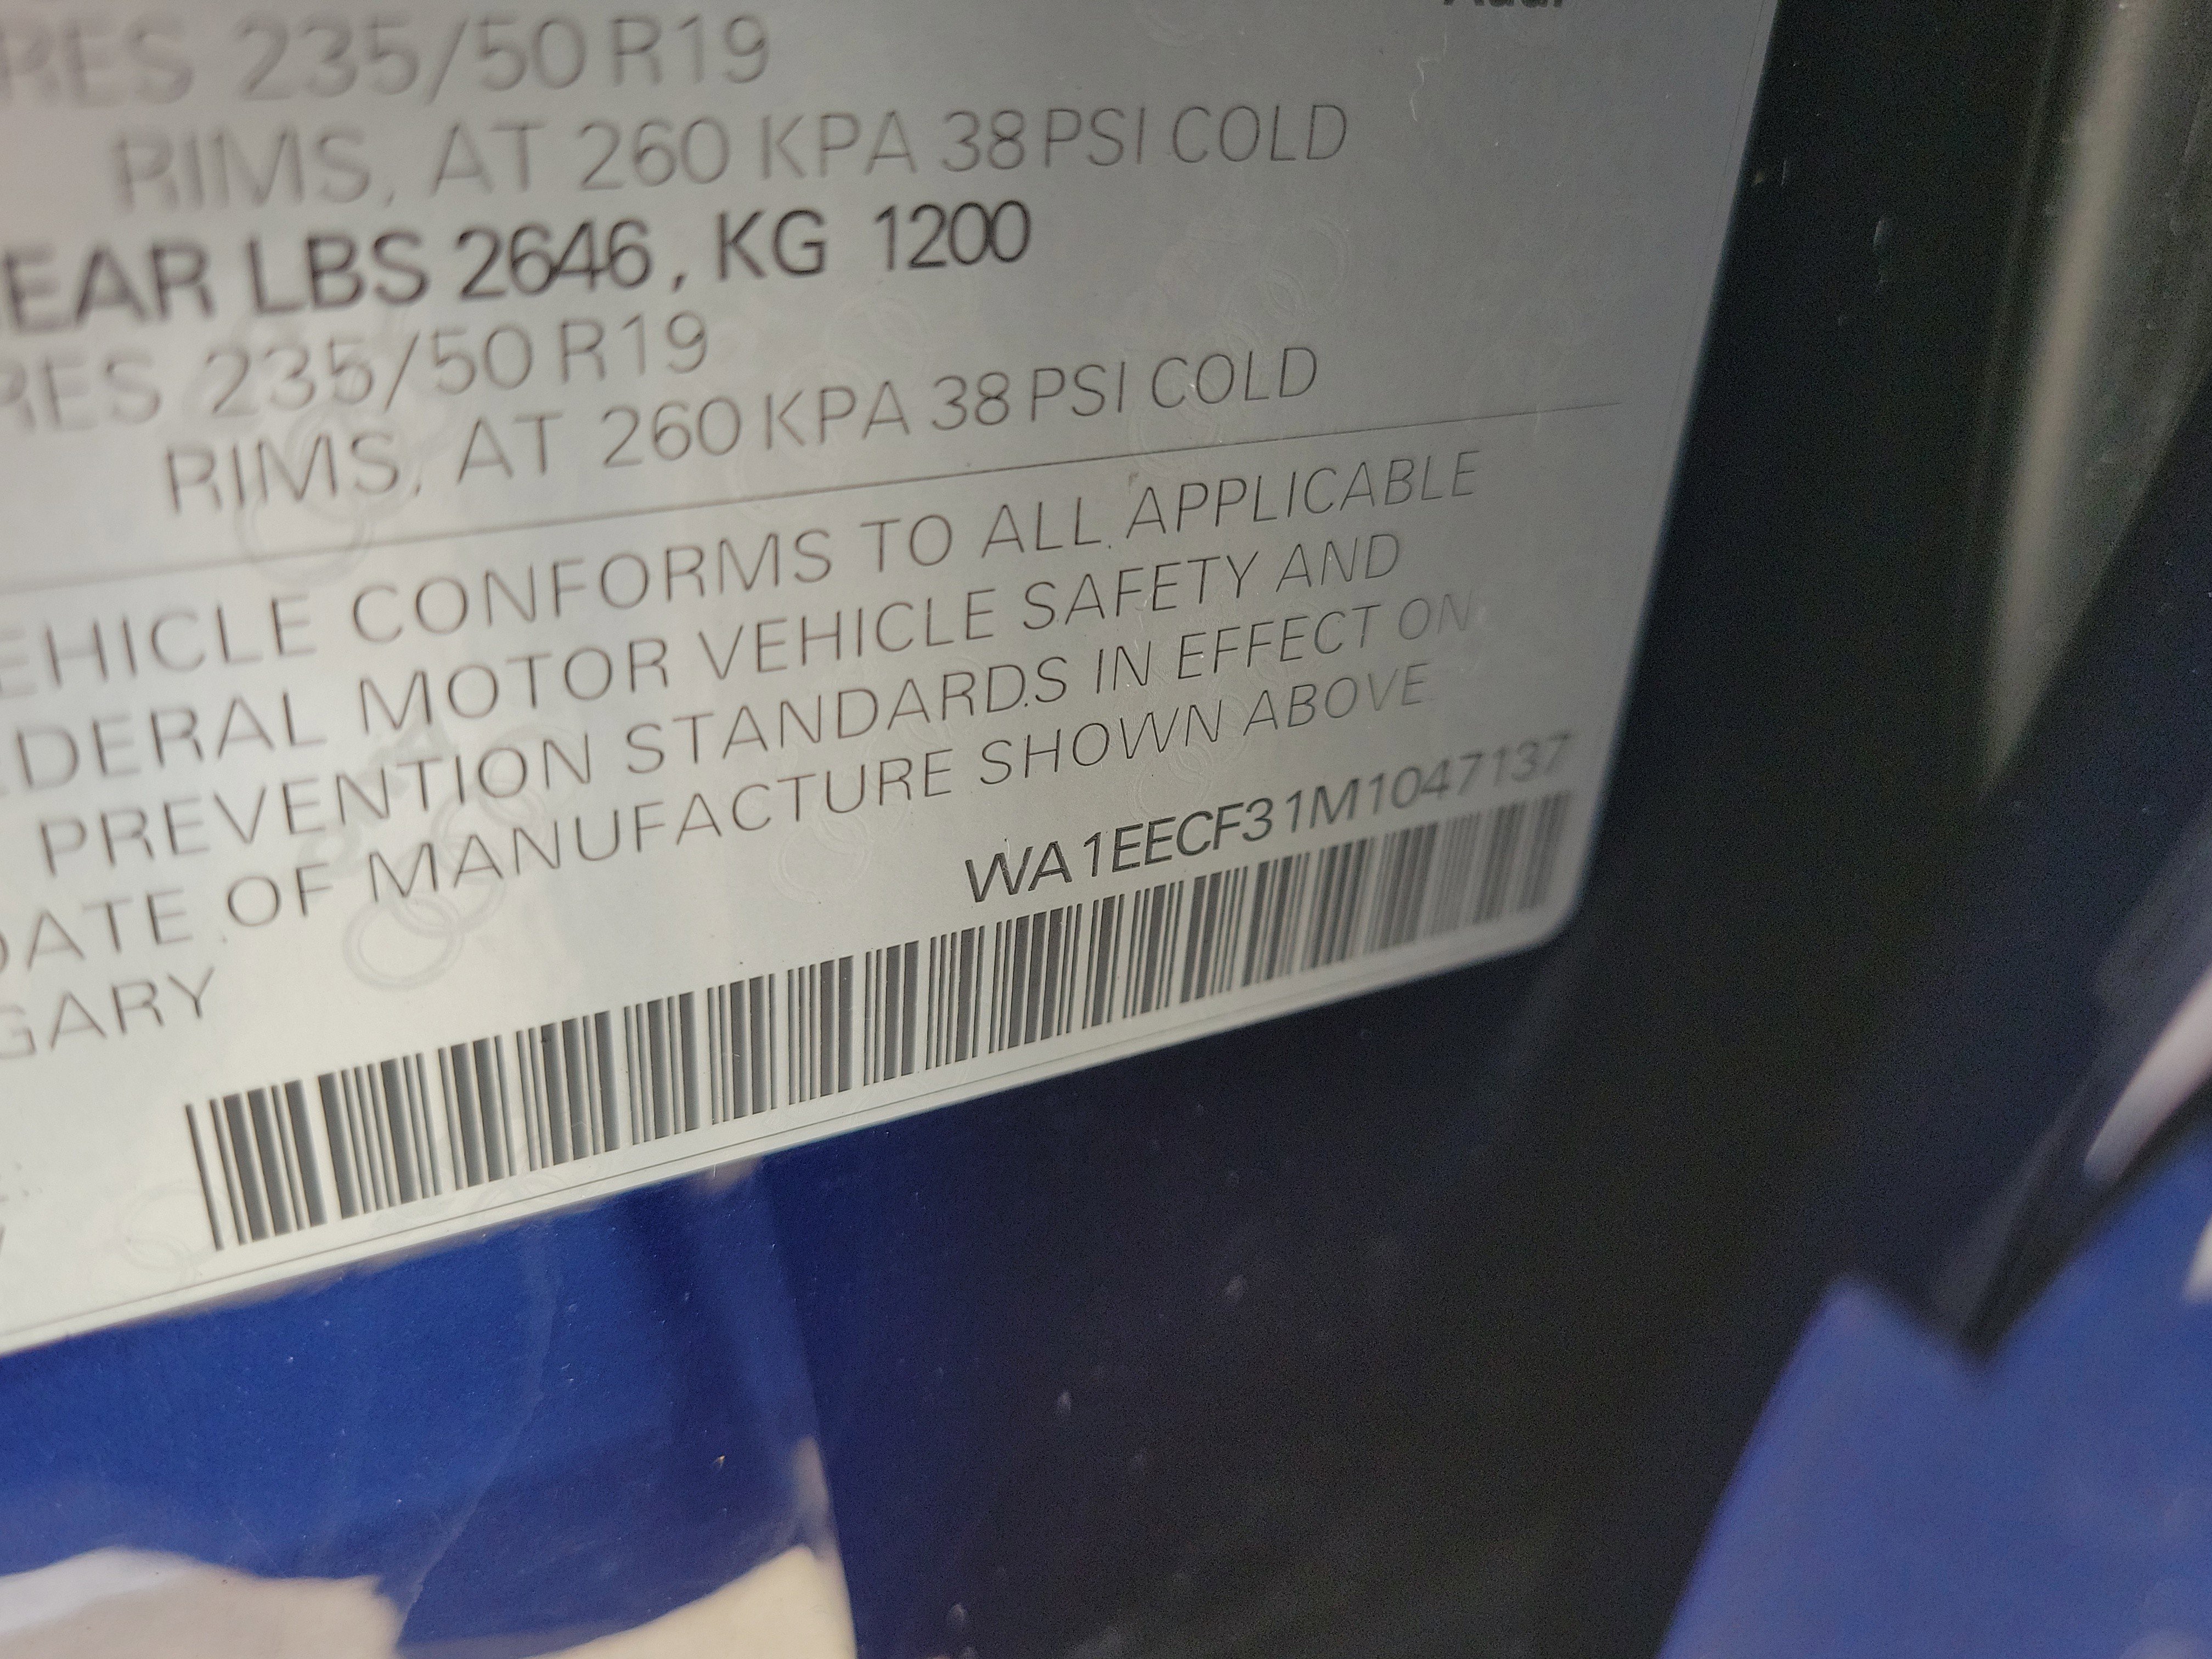 RES 235/50 R19
RIMS, AT 260 KPA 38 PSI COLD
EAR LBS 2646, KG 1200
RES 235/50 R19
RIMS, AT 260 KPA 38 PSI COLD
EHICLE CONFORMS TO ALL APPLICABLE
DERAL MOTOR VEHICLE SAFETY AND
PREVENTION STANDARDS IN EFFECT ON
DATE OF MANUFACTURE SHOWN ABOVE
GARY
WA1EECF31M1047137